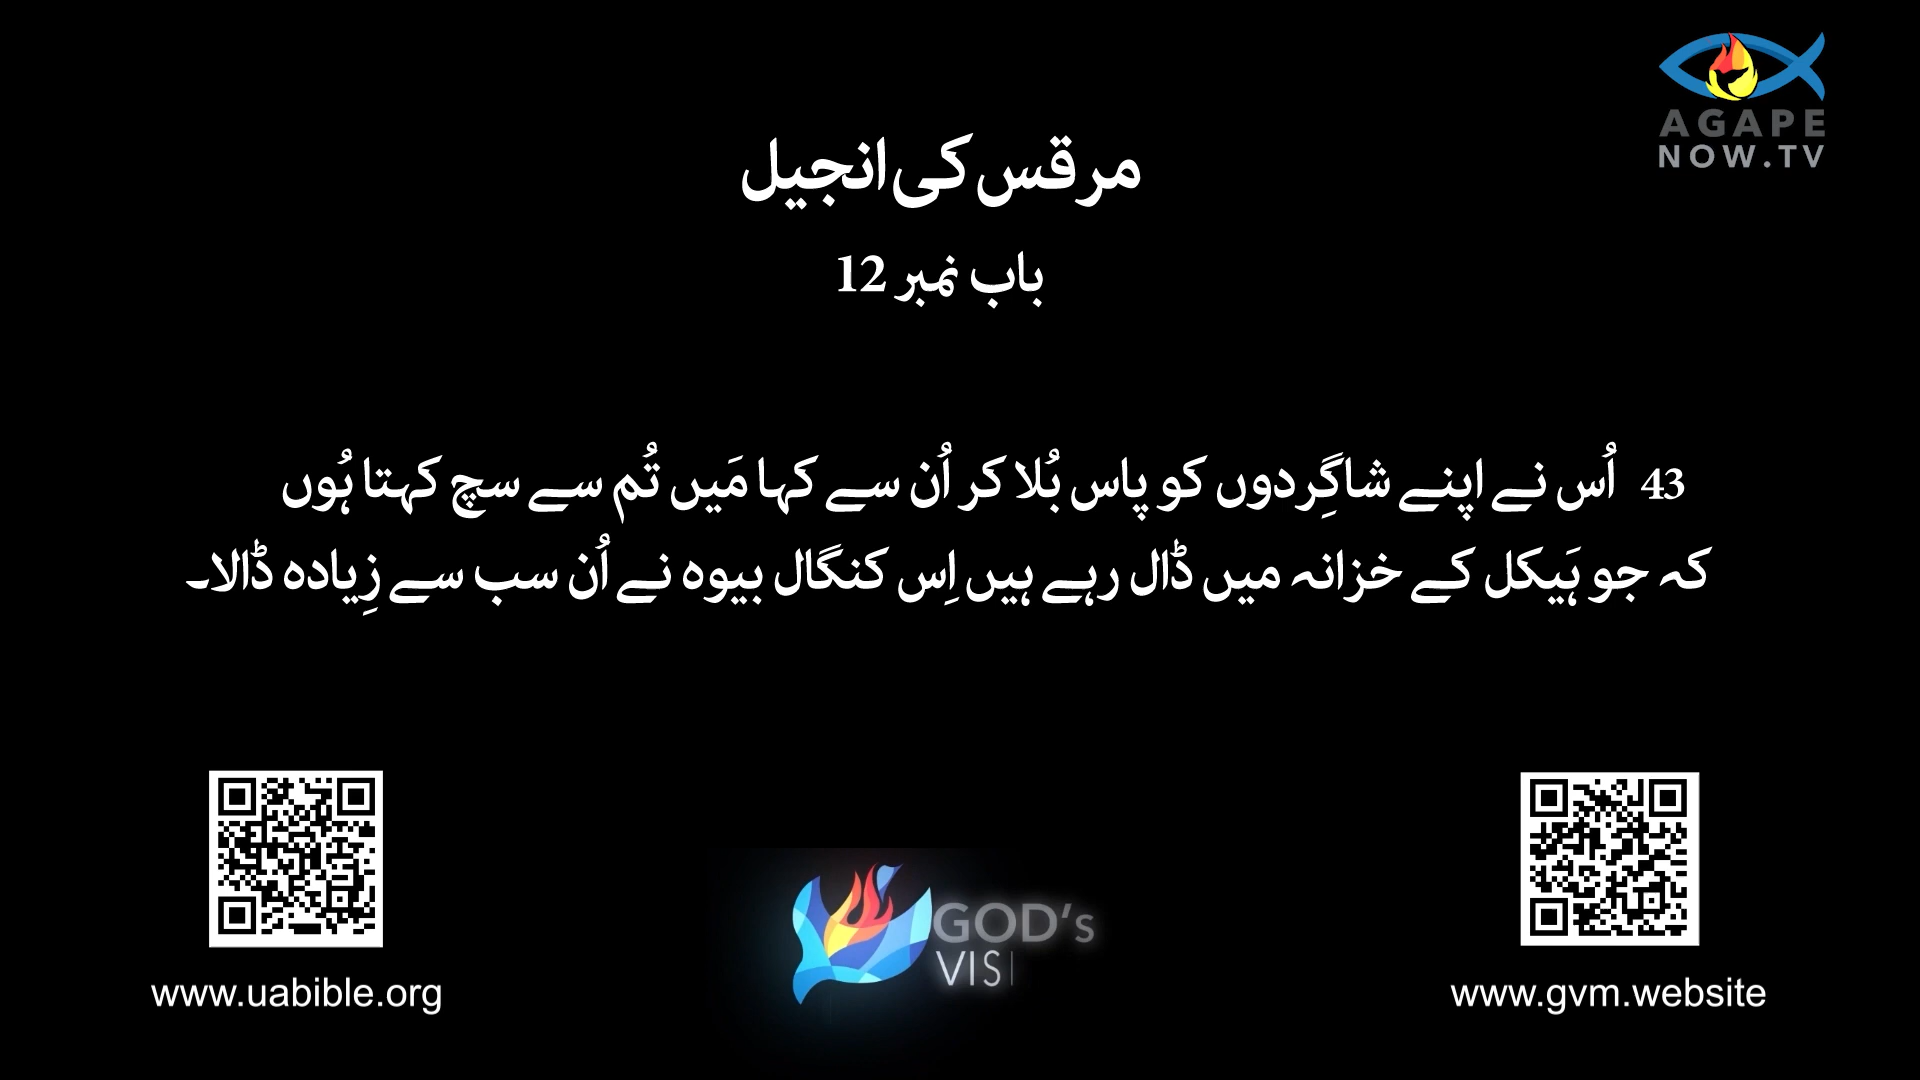 AGAPE
NOW.TV
مرقس کی انجیل
باب نمبر 12
43 اُس نے اپنے شاگِردوں کو پاس بُلا کر اُن سے کہا مَیں تُم سے سچ کہتا ہُوں
کہ جو ہَیکل کے خزانہ میں ڈال رہے ہیں اِس کنگال بیوہ نے اُن سب سے زِیادہ ڈالا۔
GOD's
VISI
www.uabible.org
www.gvm.website